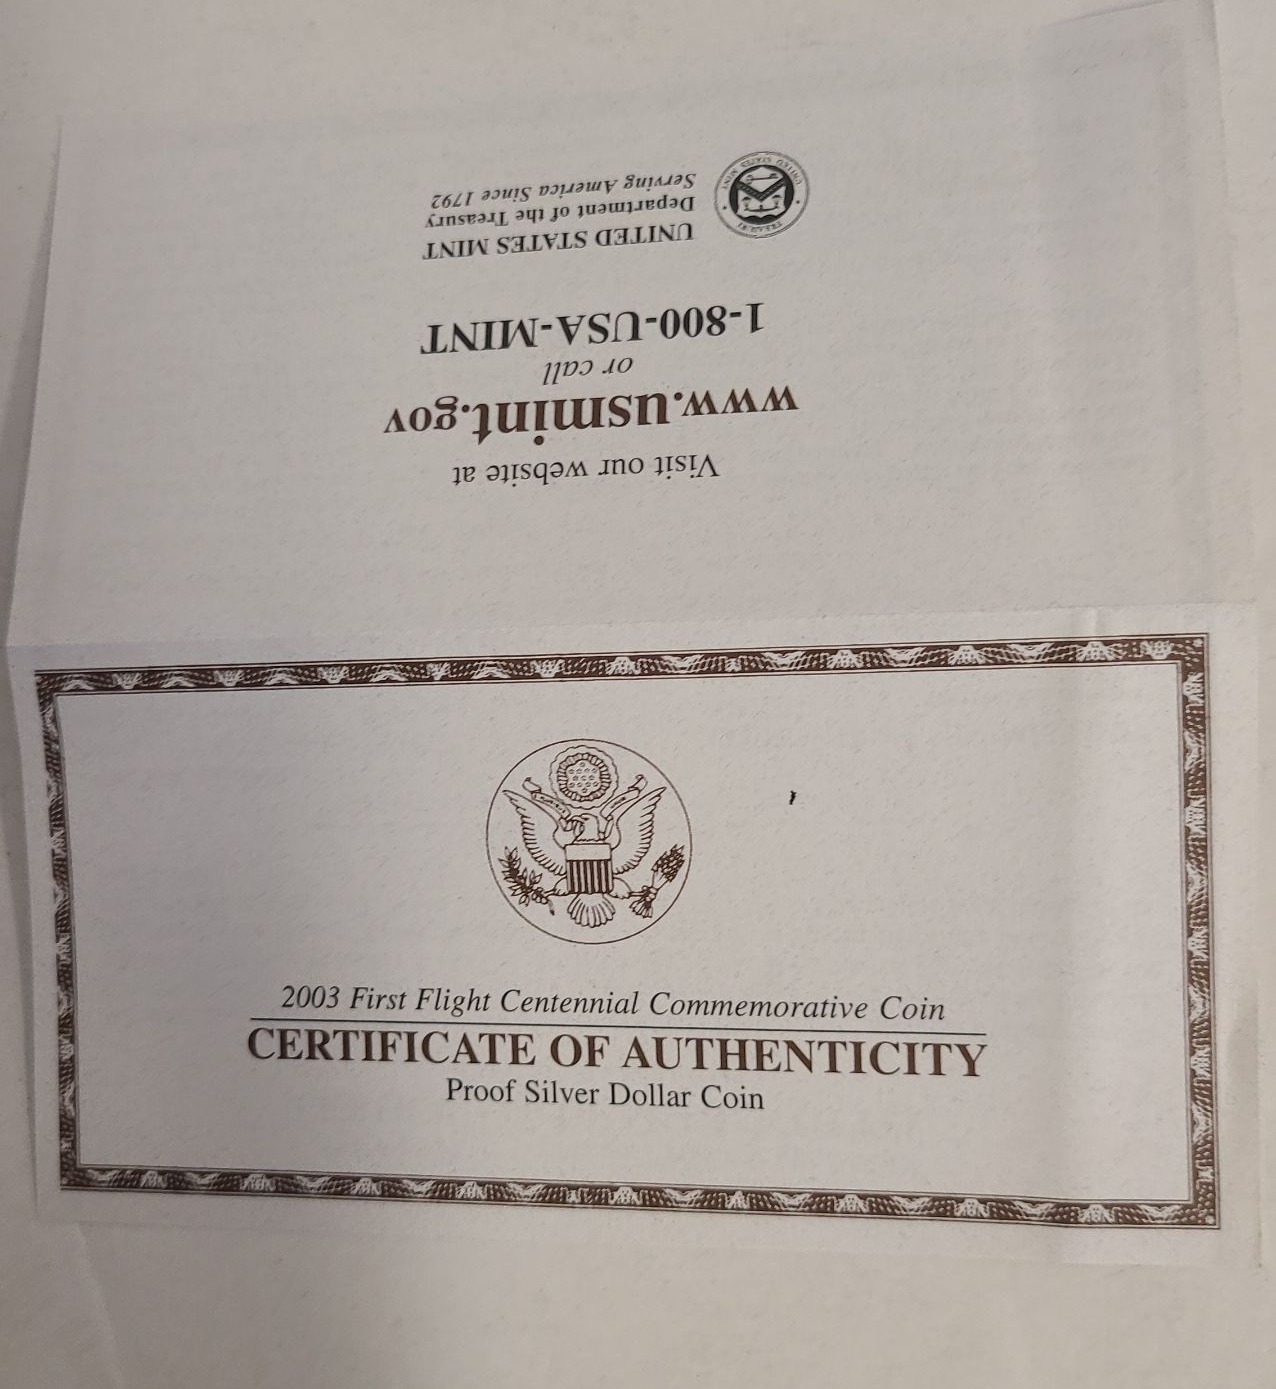 UNITED STATES MINT
Department of the Treasury
Serving America Since 1792
Visit our website at
www.usmint.gov
or call
1-800-USA-MINT
2003 First Flight Centennial Commemorative Coin
CERTIFICATE OF AUTHENTICITY
Proof Silver Dollar Coin